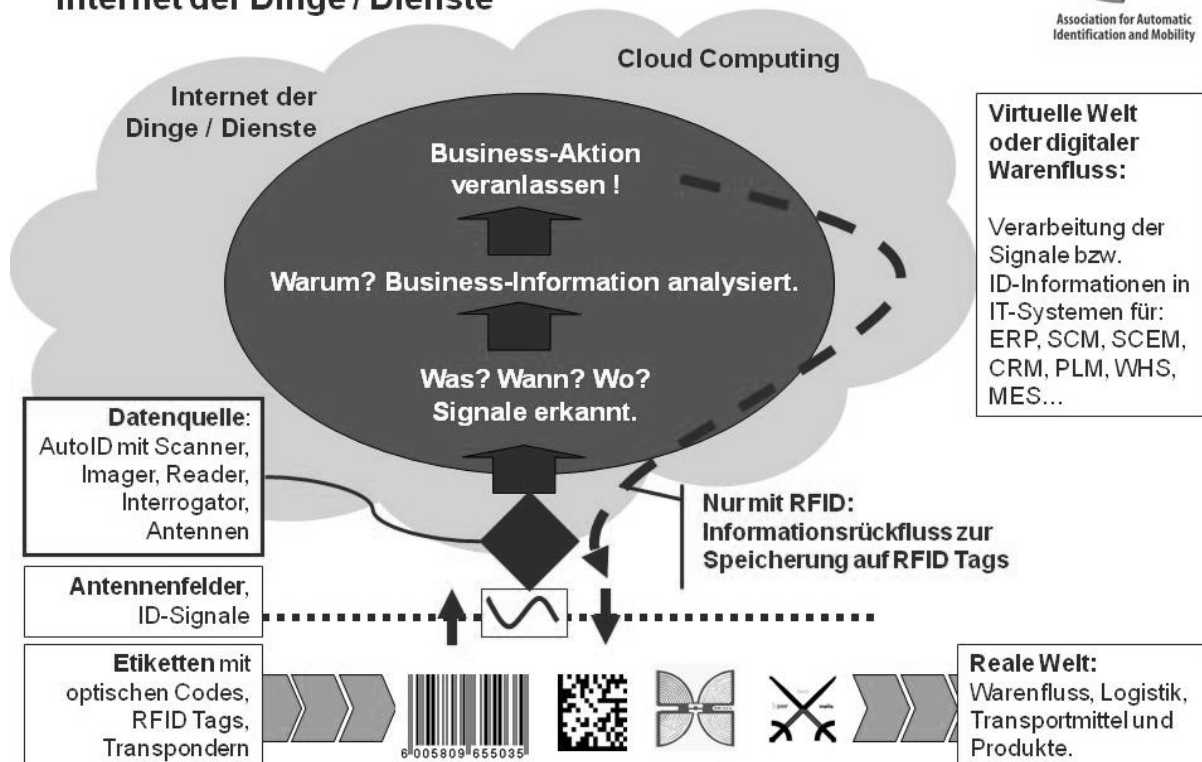 Internet der Dinge / Dienste
Association for Automatic
Identification and Mobility
Cloud Computing
Internet der
Dinge / Dienste
Business-Aktion
veranlassen !
Warum? Business-Information analysiert.
Was? Wann? Wo?
Signale erkannt.
Virtuelle Welt
oder digitaler
Warenfluss:
Verarbeitung der
Signale bzw.
ID-Informationen in
IT-Systemen für:
ERP, SCM, SCEM,
CRM, PLM, WHS,
MES...
Datenquelle:
AutoID mit Scanner,
Imager, Reader,
Interrogator,
Antennen
Nur mit RFID:
Informationsrückfluss zur
Speicherung auf RFID Tags
Antennenfelder,
ID-Signale
Etiketten mit
optischen Codes,
RFID Tags,
Transpondern
6 005809 655035
Reale Welt:
Warenfluss, Logistik,
Transportmittel und
Produkte.